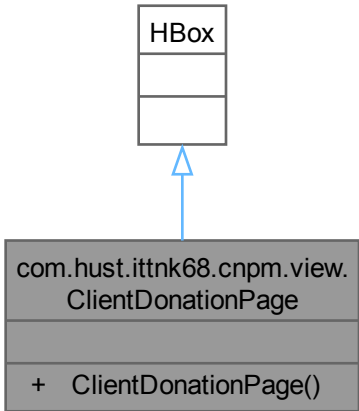 HBox
com.hust.ittnk68.cnpm.view.
ClientDonationPage
+ ClientDonationPage()